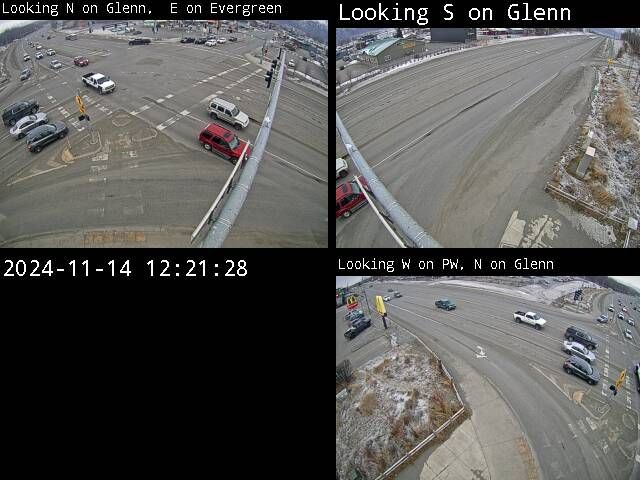 Looking N on Glenn,  E on Evergreen
Looking S on Glenn
2024-11-14 12:21:28
Looking W on PW, N on Glenn